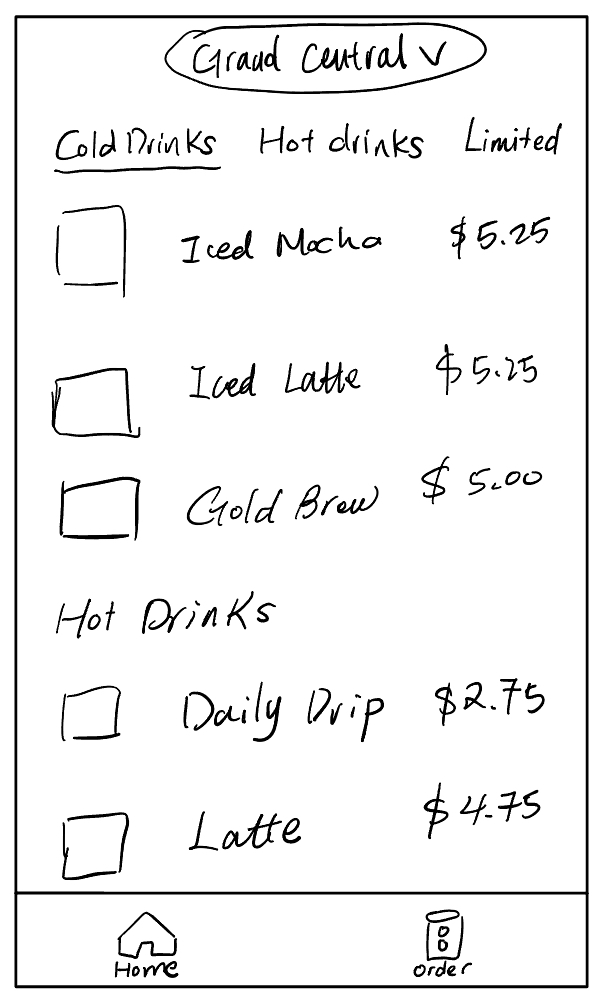 Grand Central v
Cold Drinks Hot drinks Limited
Iced Mocha $5.25
Iced Latte $5.25
Cold Brew $5.00
Hot Drinks
Daily Drip $2.75
Latte $4.75
Home order